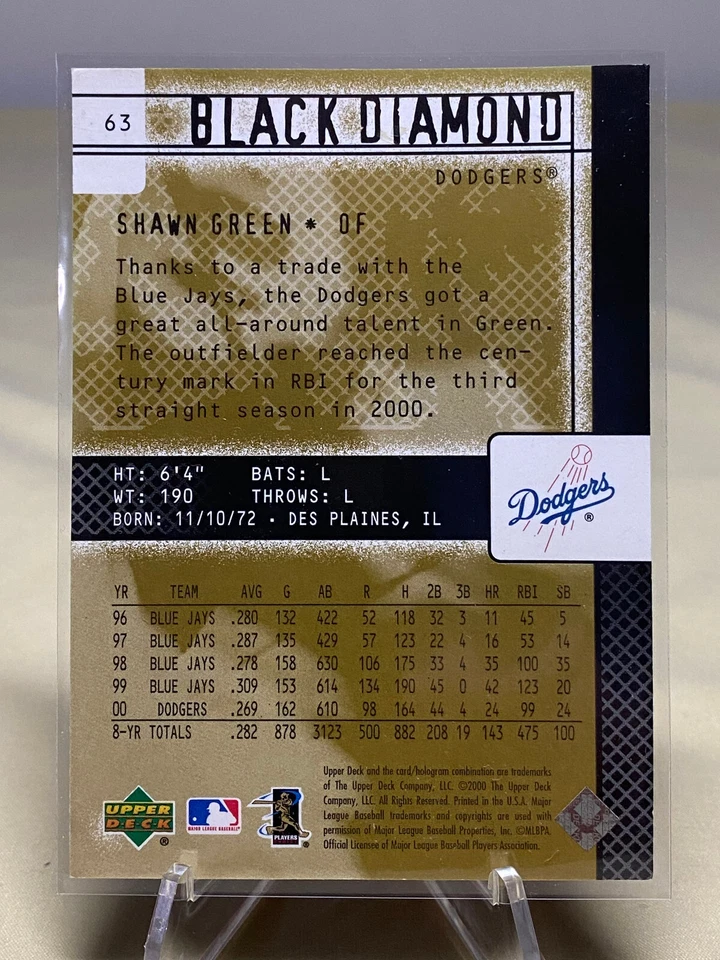 63
BLACK DIAMOND
DODGERS®
SHAWN GREEN * OF
Thanks to a trade with the
Blue Jays, the Dodgers got a
great all-around talent in Green.
The outfielder reached the cen-
tury mark in RBI for the third
straight season in 2000.
HT: 6'4" BATS: L
WT: 190 THROWS: L
BORN: 11/10/72 · DES PLAINES, IL
Dodgers®
YR TEAM AVG G AB R H 2B 3B HR RBI SB
96 BLUE JAYS .280 132 422 52 118 32 3 11 45 5
97 BLUE JAYS .287 135 429 57 123 22 4 16 53 14
98 BLUE JAYS .278 158 630 106 175 33 4 35 100 35
99 BLUE JAYS .309 153 614 134 190 45 0 42 123 20
00 DODGERS .269 162 610 98 164 44 4 24 99 24
8-YR TOTALS .282 878 3123 500 882 208 19 143 475 100
Upper Deck and the card/hologram combination are trademarks
of The Upper Deck Company, LLC. ©2000 The Upper Deck
Company, LLC. All Rights Reserved. Printed in the U.S.A. Major
League Baseball trademarks and copyrights are used with
permission of Major League Baseball Properties, Inc. ©MLBPA.
Official Licensee of Major League Baseball Players Association.
UPPER
DECK®
MAJOR LEAGUE BASEBALL®
PLAYERS®